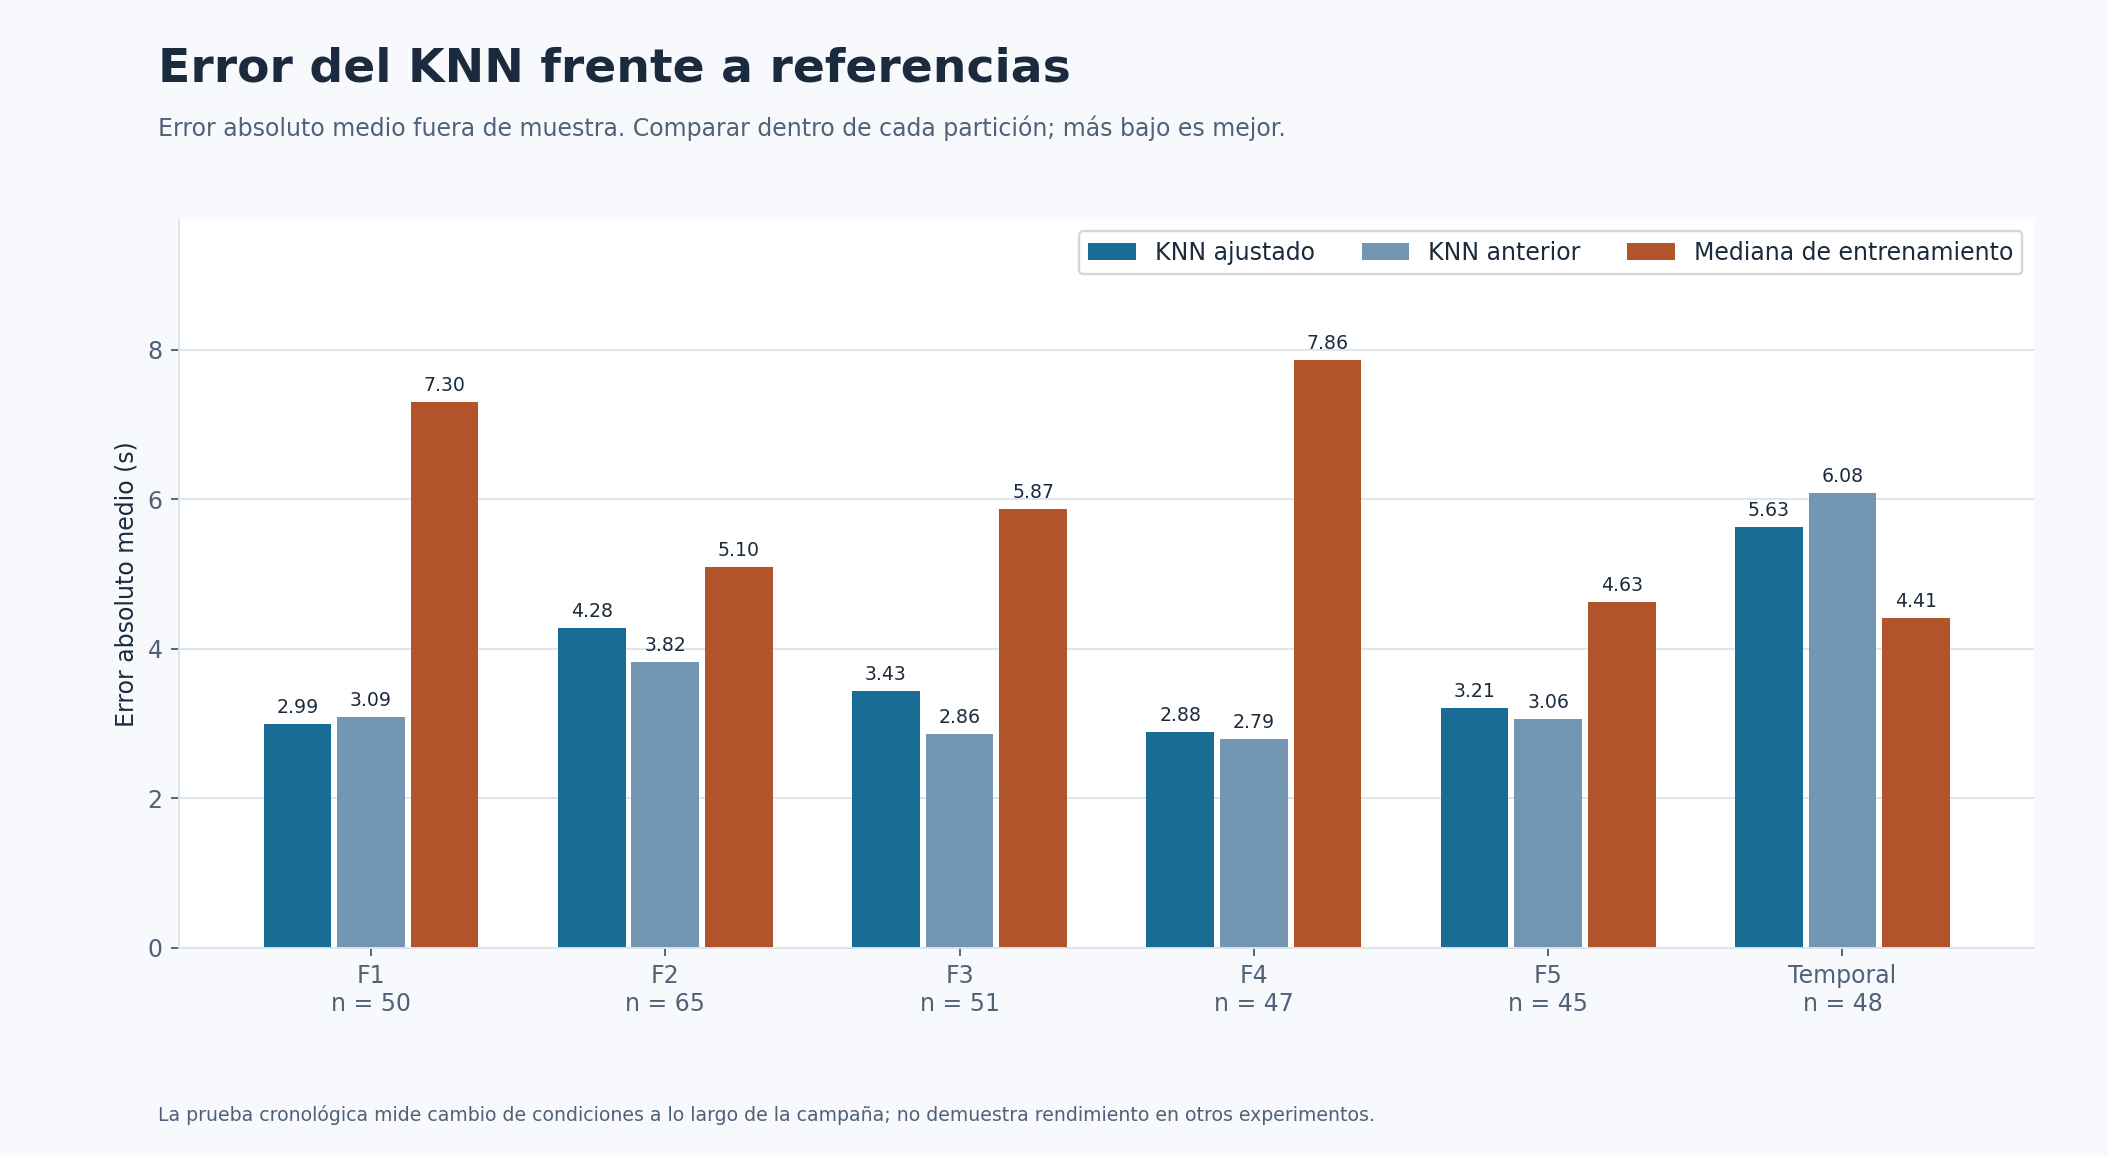 Error del KNN frente a referencias
Error absoluto medio fuera de muestra. Comparar dentro de cada partición; más bajo es mejor.
KNN ajustado
KNN anterior
Mediana de entrenamiento
Error absoluto medio (s)
8
6
4
2
0
2.99
3.09
7.30
4.28
3.82
5.10
3.43
2.86
5.87
2.88
2.79
7.86
3.21
3.06
4.63
5.63
6.08
4.41
F1
n = 50
F2
n = 65
F3
n = 51
F4
n = 47
F5
n = 45
Temporal
n = 48
La prueba cronológica mide cambio de condiciones a lo largo de la campaña; no demuestra rendimiento en otros experimentos.